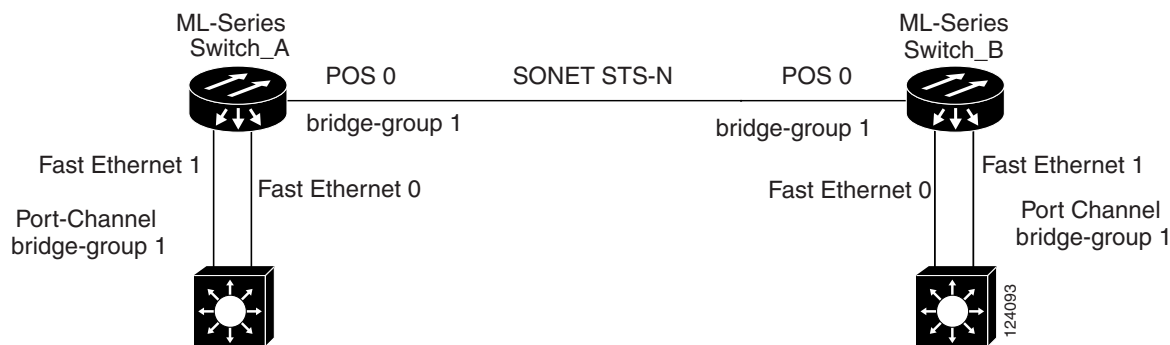 ML-Series
Switch_A
ML-Series
Switch_B
POS 0
SONET STS-N
POS 0
bridge-group 1
bridge-group 1
Fast Ethernet 1
Fast Ethernet 0
Fast Ethernet 0
Fast Ethernet 1
Port-Channel
bridge-group 1
Port Channel
bridge-group 1
124093